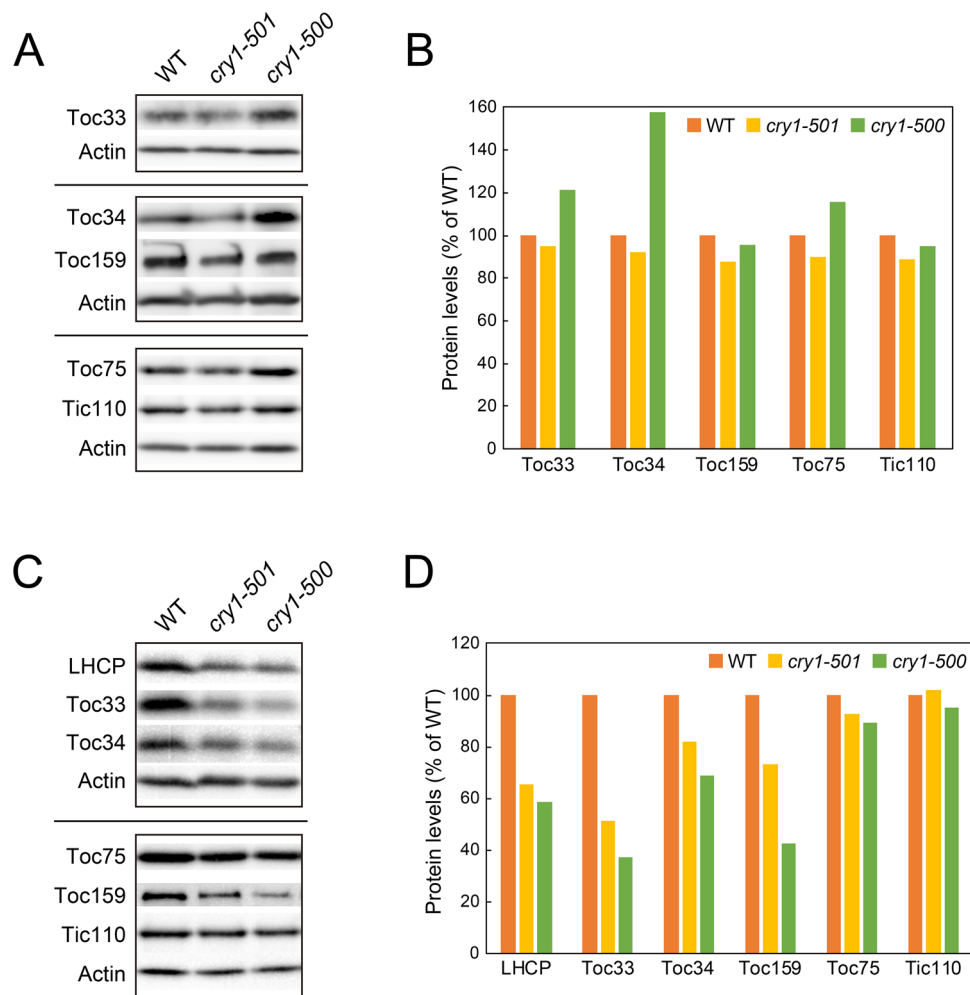 A
WT
cry1-501
cry1-500
Toc33
Actin
Toc34
Toc159
Actin
Toc75
Tic110
Actin
B
Protein levels (% of WT)
160
140
120
100
80
60
40
20
0
WT cry1-501 cry1-500
Toc33 Toc34 Toc159 Toc75 Tic110
C
WT
cry1-501
cry1-500
LHCP
Toc33
Toc34
Actin
Toc75
Toc159
Tic110
Actin
D
Protein levels (% of WT)
120
100
80
60
40
20
0
WT cry1-501 cry1-500
LHCP Toc33 Toc34 Toc159 Toc75 Tic110